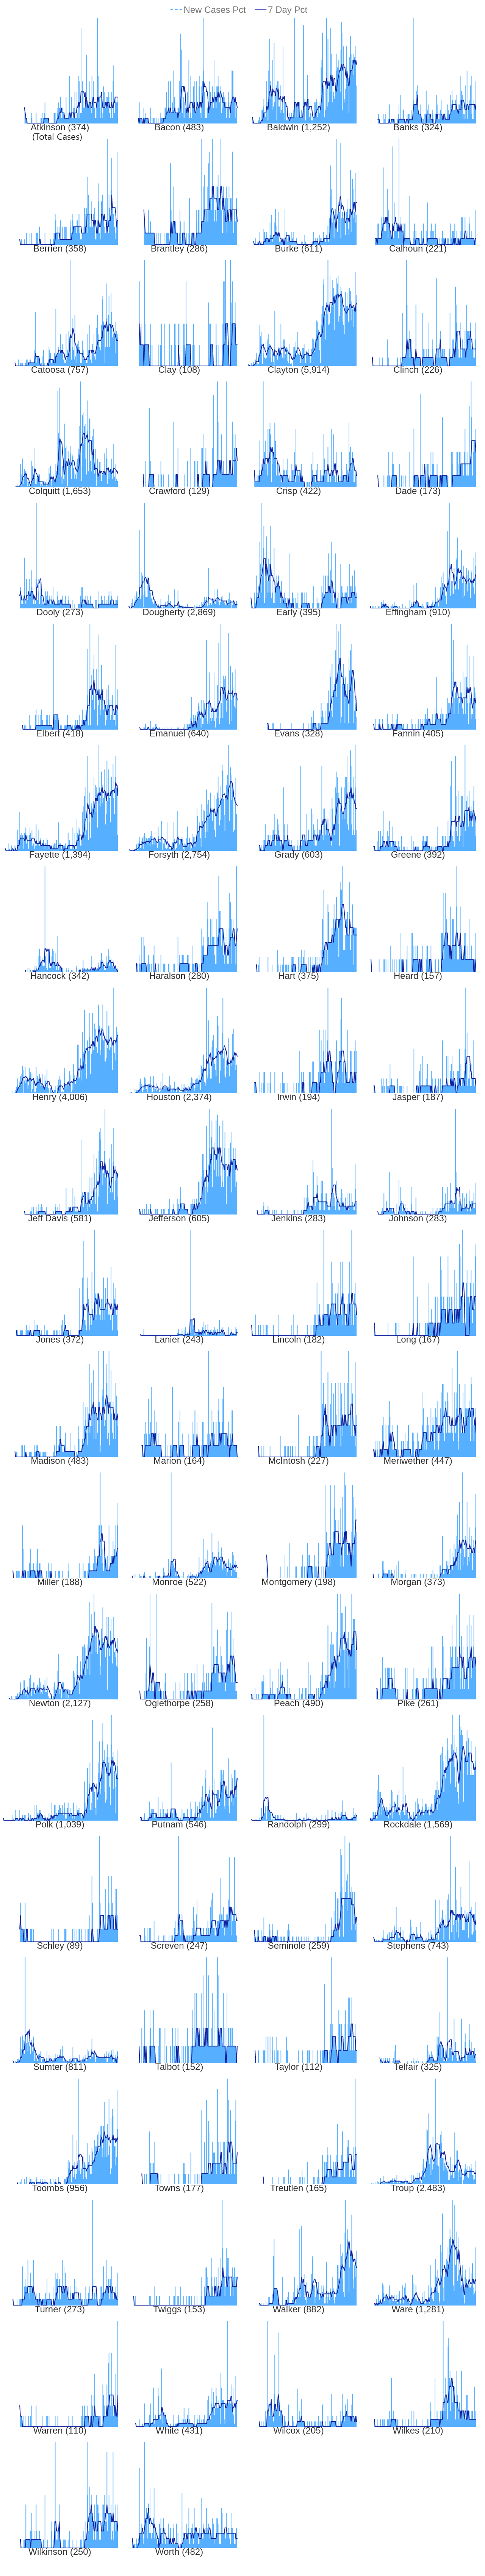 New Cases Pct 7 Day Pct
Atkinson (374) Bacon (483) Baldwin (1,252) Banks (324)
(Total Cases)
Berrien (358) Brantley (286) Burke (611) Calhoun (221)
Catoosa (757) Clay (108) Clayton (5,914) Clinch (226)
Colquitt (1,653) Crawford (129) Crisp (422) Dade (173)
Dooly (273) Dougherty (2,869) Early (395) Effingham (910)
Elbert (418) Emanuel (640) Evans (328) Fannin (405)
Fayette (1,394) Forsyth (2,754) Grady (603) Greene (392)
Hancock (342) Haralson (280) Hart (375) Heard (157)
Henry (4,006) Houston (2,374) Irwin (194) Jasper (187)
Jeff Davis (581) Jefferson (605) Jenkins (283) Johnson (283)
Jones (372) Lanier (243) Lincoln (182) Long (167)
Madison (483) Marion (164) McIntosh (227) Meriwether (447)
Miller (188) Monroe (522) Montgomery (198) Morgan (373)
Newton (2,127) Oglethorpe (258) Peach (490) Pike (261)
Polk (1,039) Putnam (546) Randolph (299) Rockdale (1,569)
Schley (89) Screven (247) Seminole (259) Stephens (743)
Sumter (811) Talbot (152) Taylor (112) Telfair (325)
Toombs (956) Towns (177) Treutlen (165) Troup (2,483)
Turner (273) Twiggs (153) Walker (882) Ware (1,281)
Warren (110) White (431) Wilcox (205) Wilkes (210)
Wilkinson (250) Worth (482)